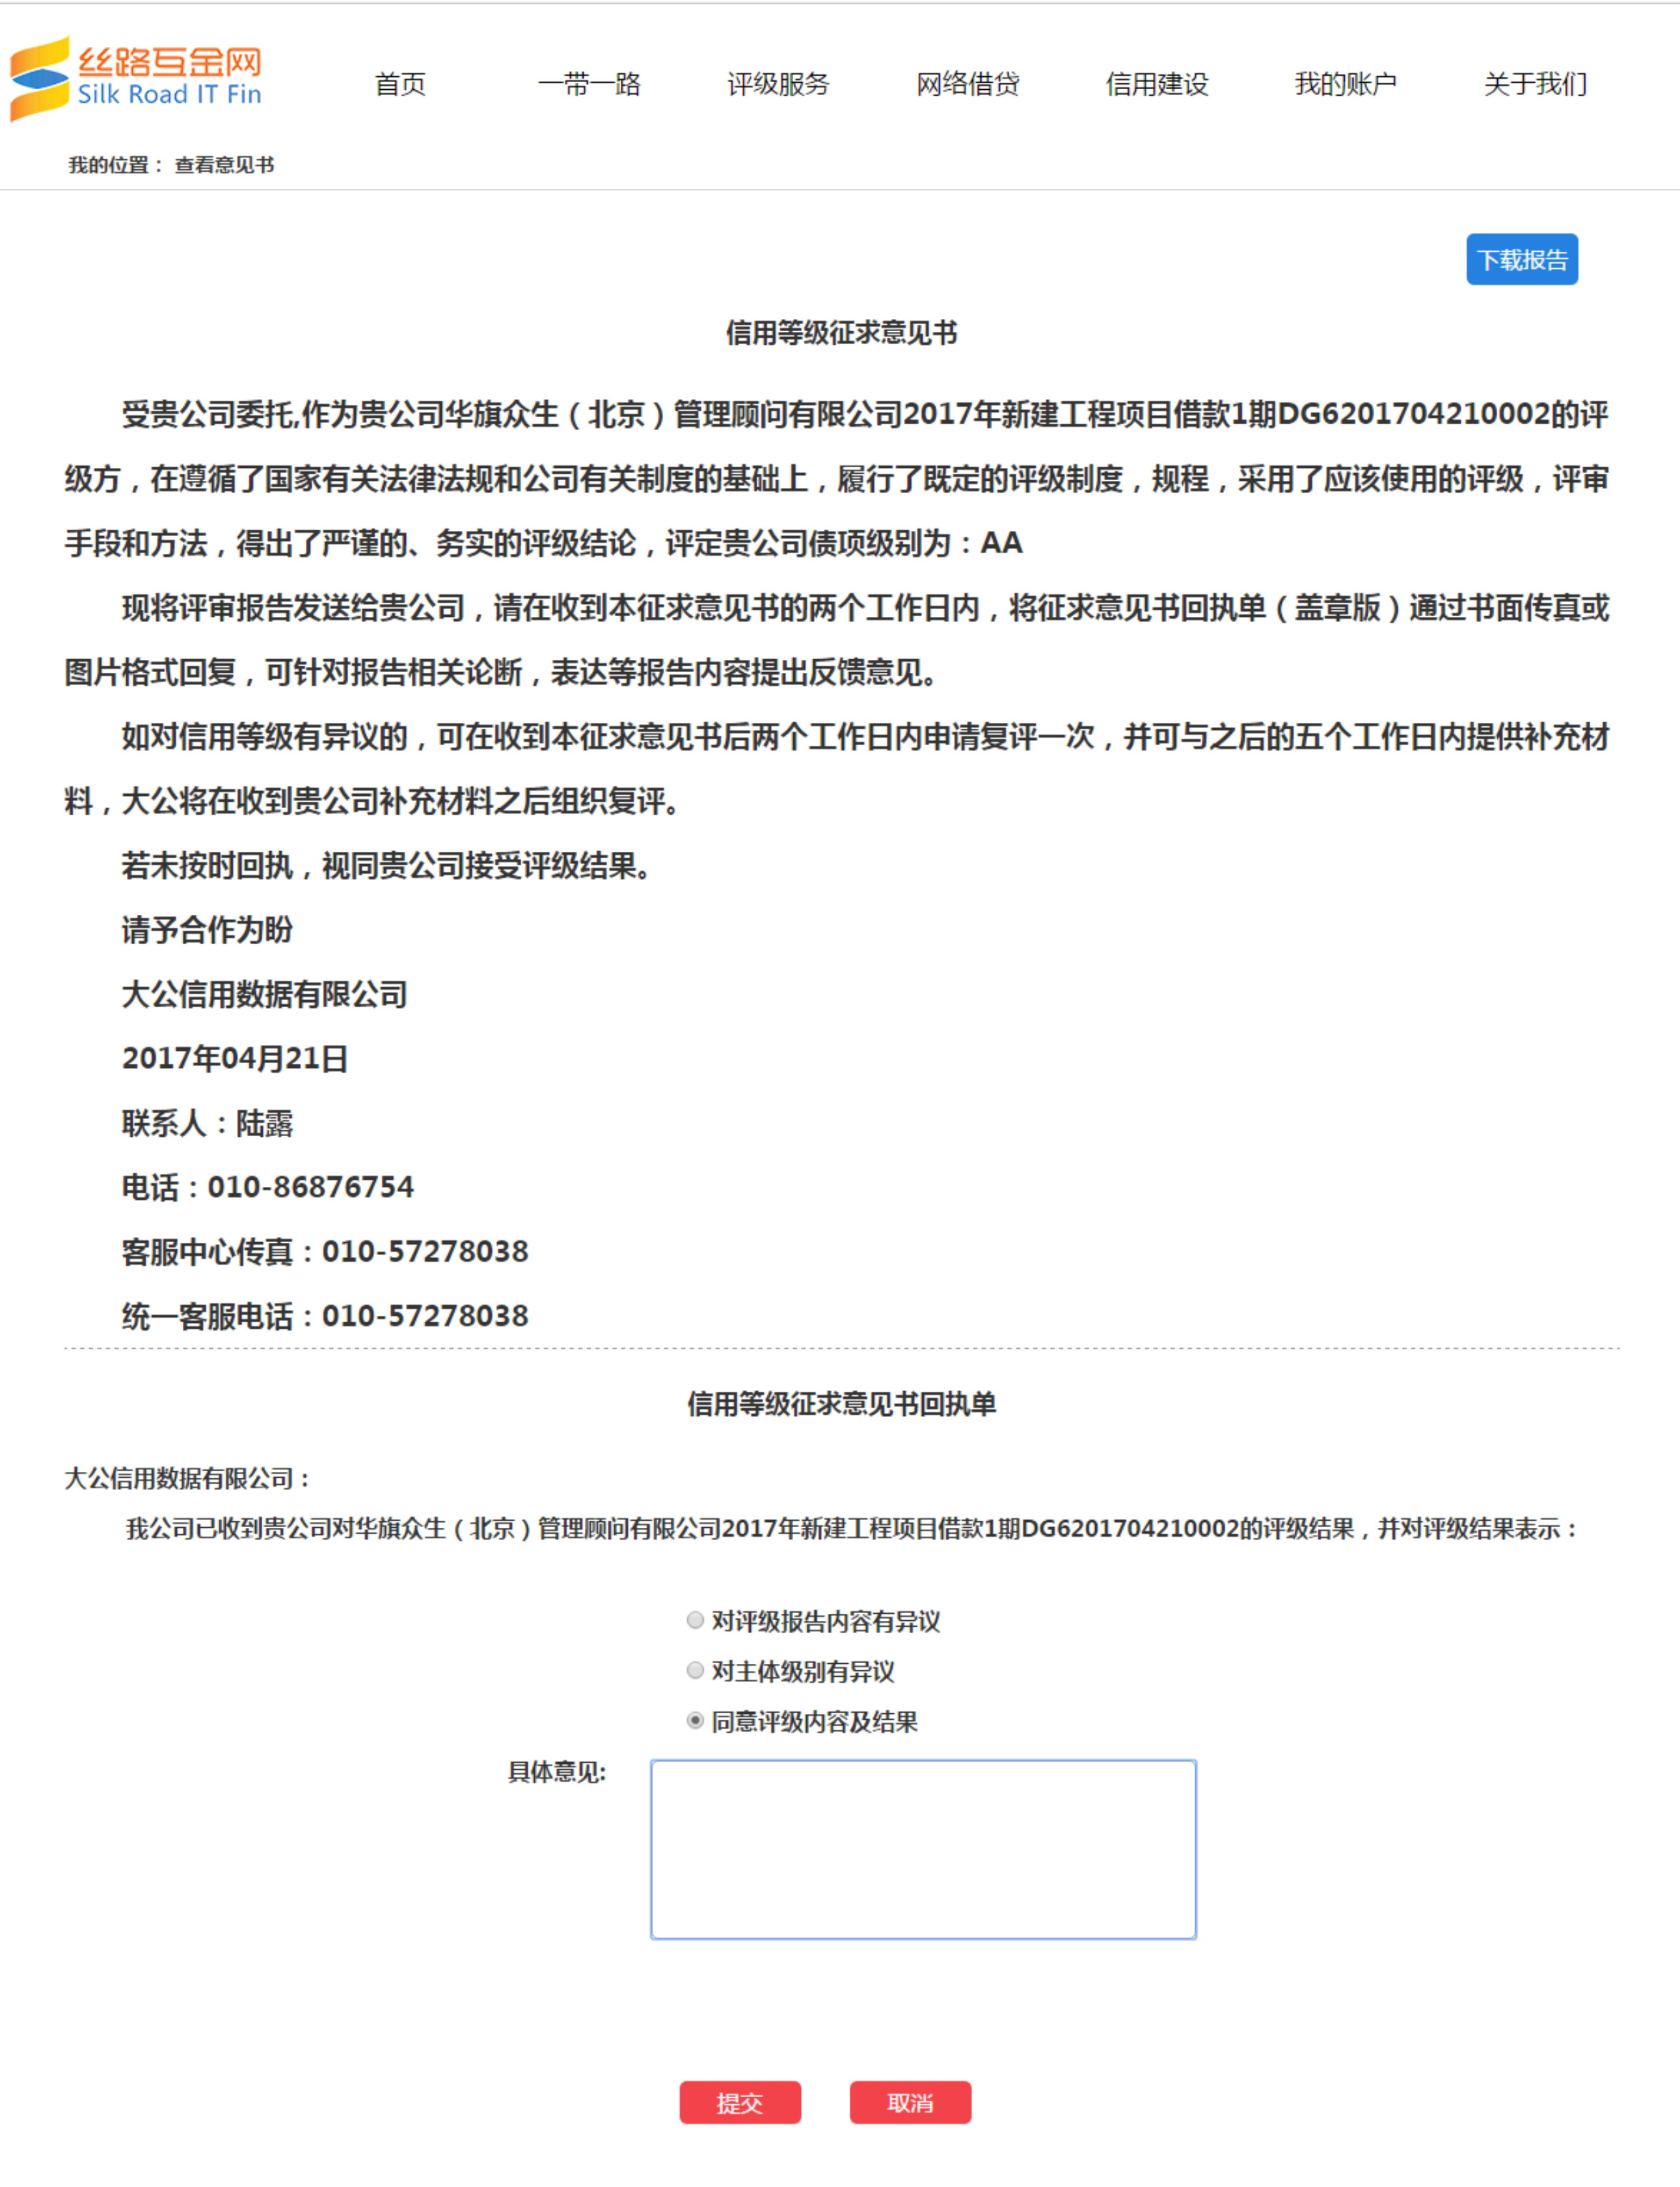 丝路互金网
Silk Road IT Fin
首页 一带一路 评级服务 网络借贷 信用建设 我的账户 关于我们
我的位置： 查看意见书
下载报告
信用等级征求意见书
受贵公司委托,作为贵公司华旗众生（北京）管理顾问有限公司2017年新建工程项目借款1期DG6201704210002的评
级方，在遵循了国家有关法律法规和公司有关制度的基础上，履行了既定的评级制度，规程，采用了应该使用的评级，评审
手段和方法，得出了严谨的、务实的评级结论，评定贵公司债项级别为：AA
现将评审报告发送给贵公司，请在收到本征求意见书的两个工作日内，将征求意见书回执单（盖章版）通过书面传真或
图片格式回复，可针对报告相关论断，表达等报告内容提出反馈意见。
如对信用等级有异议的，可在收到本征求意见书后两个工作日内申请复评一次，并可与之后的五个工作日内提供补充材
料，大公将在收到贵公司补充材料之后组织复评。
若未按时回执，视同贵公司接受评级结果。
请予合作为盼
大公信用数据有限公司
2017年04月21日
联系人：陆露
电话：010-86876754
客服中心传真：010-57278038
统一客服电话：010-57278038
信用等级征求意见书回执单
大公信用数据有限公司：
我公司已收到贵公司对华旗众生（北京）管理顾问有限公司2017年新建工程项目借款1期DG6201704210002的评级结果，并对评级结果表示：
对评级报告内容有异议
对主体级别有异议
同意评级内容及结果
具体意见:
提交 取消